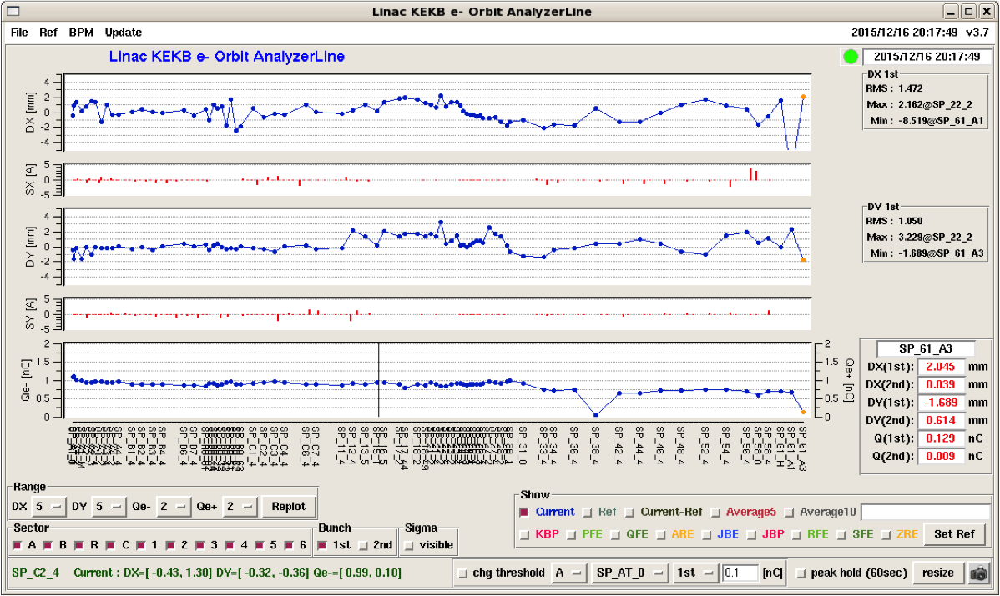 Linac KEKB e- Orbit AnalyzerLine
File Ref BPM Update 2015/12/16 20:17:49 v3.7
Linac KEKB e- Orbit AnalyzerLine 2015/12/16 20:17:49
DX [mm] 4 2 0 -2 -4
DX 1st
RMS : 1.472
Max : 2.162@SP_22_2
Min : -8.519@SP_61_A1
SX [A] 5 0 -5
DY [mm] 4 2 0 -2 -4
DY 1st
RMS : 1.050
Max : 3.229@SP_22_2
Min : -1.689@SP_61_A3
SY [A] 5 0 -5
Qe- [nC] 2 1.5 1 0.5 0
2 1.5 1 0.5 0 Qe+ [nC]
SP_61_A3
DX(1st): 2.045 mm
DX(2nd): 0.039 mm
DY(1st): -1.689 mm
DY(2nd): 0.614 mm
Q(1st): 0.129 nC
Q(2nd): 0.009 nC
SP_A4_4 SP_B1_4 SP_B2_4 SP_B3_4 SP_B4_4 SP_B6_4 SP_B7_4 SP_C1_4 SP_C2_4 SP_C3_4 SP_C4_4 SP_C6_4 SP_C7_4 SP_11_4 SP_12_4 SP_13_5 SP_31_0 SP_33_4 SP_34_4 SP_36_4 SP_38_4 SP_42_4 SP_44_4 SP_46_4 SP_48_4 SP_52_4 SP_54_4 SP_56_4 SP_58_0 SP_61_H SP_61_A1 SP_61_A3
Range
DX 5 DY 5 Qe- 2 Qe+ 2 Replot
Show
Current Ref Current-Ref Average5 Average10
KBP PFE QFE ARE JBE JBP RFE SFE ZRE Set Ref
Sector Bunch Sigma
A B R C 1 2 3 4 5 6 1st 2nd visible
SP_C2_4 Current : DX=[ -0.43, 1.30] DY=[ -0.32, -0.36] Qe-=[ 0.99, 0.10]
chg threshold A SP_AT_0 1st 0.1 [nC] peak hold (60sec) resize